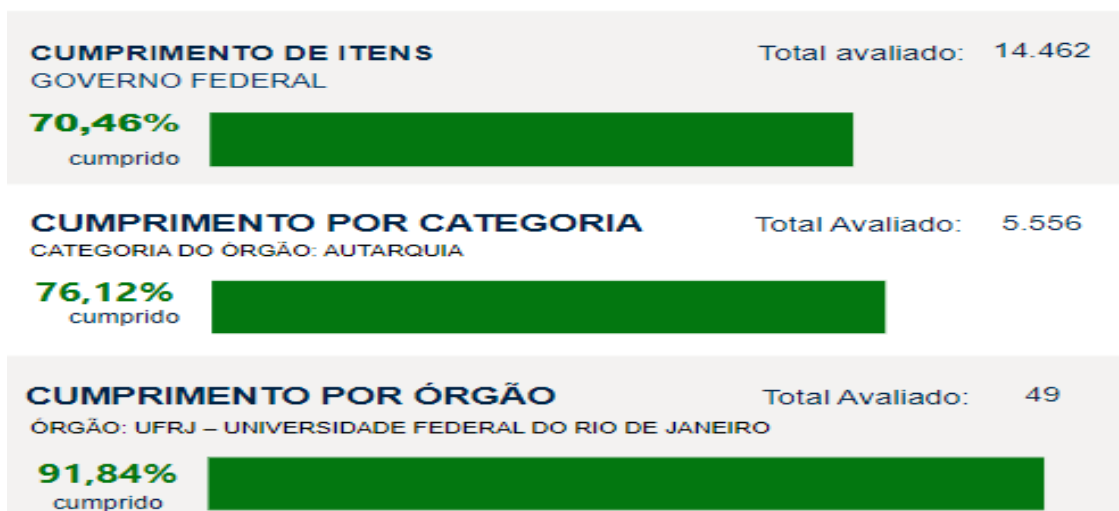 CUMPRIMENTO DE ITENS Total avaliado: 14.462
GOVERNO FEDERAL
70,46%
cumprido
CUMPRIMENTO POR CATEGORIA Total Avaliado: 5.556
CATEGORIA DO ÓRGÃO: AUTARQUIA
76,12%
cumprido
CUMPRIMENTO POR ÓRGÃO Total Avaliado: 49
ÓRGÃO: UFRJ – UNIVERSIDADE FEDERAL DO RIO DE JANEIRO
91,84%
cumprido